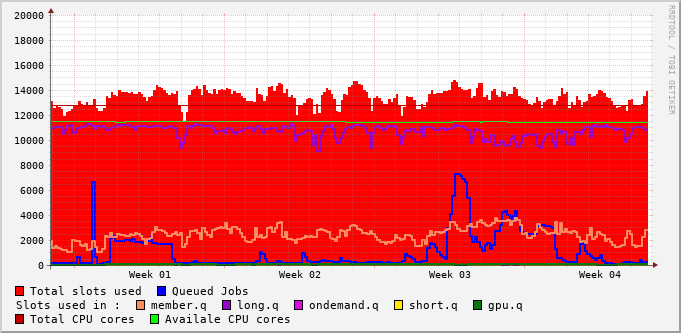 20000
18000
16000
14000
12000
10000
8000
6000
4000
2000
0
Week 01 Week 02 Week 03 Week 04
Total slots used Queued Jobs
Slots used in : member.q long.q ondemand.q short.q gpu.q
Total CPU cores Availale CPU cores
RRDTOOL / TOBI OETIKER